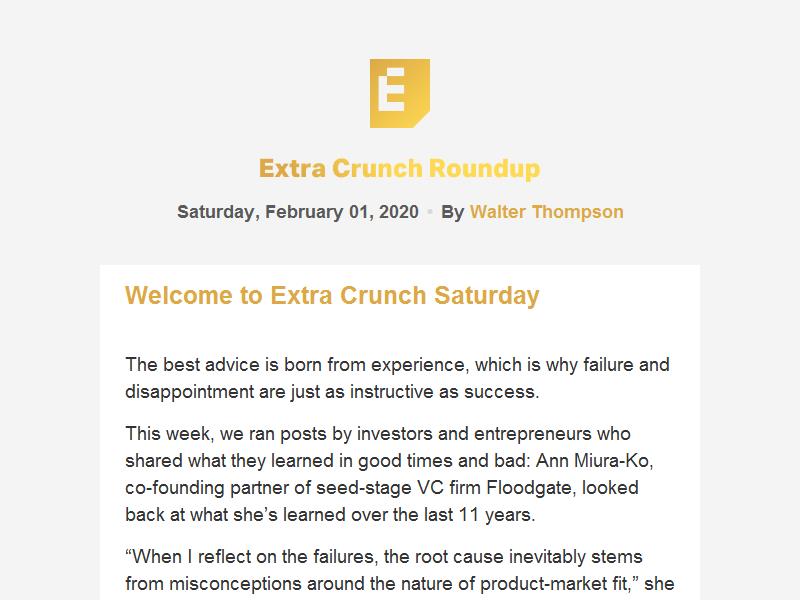 E
Extra Crunch Roundup
Saturday, February 01, 2020 • By Walter Thompson
Welcome to Extra Crunch Saturday
The best advice is born from experience, which is why failure and
disappointment are just as instructive as success.
This week, we ran posts by investors and entrepreneurs who
shared what they learned in good times and bad: Ann Miura-Ko,
co-founding partner of seed-stage VC firm Floodgate, looked
back at what she’s learned over the last 11 years.
“When I reflect on the failures, the root cause inevitably stems
from misconceptions around the nature of product-market fit,” she